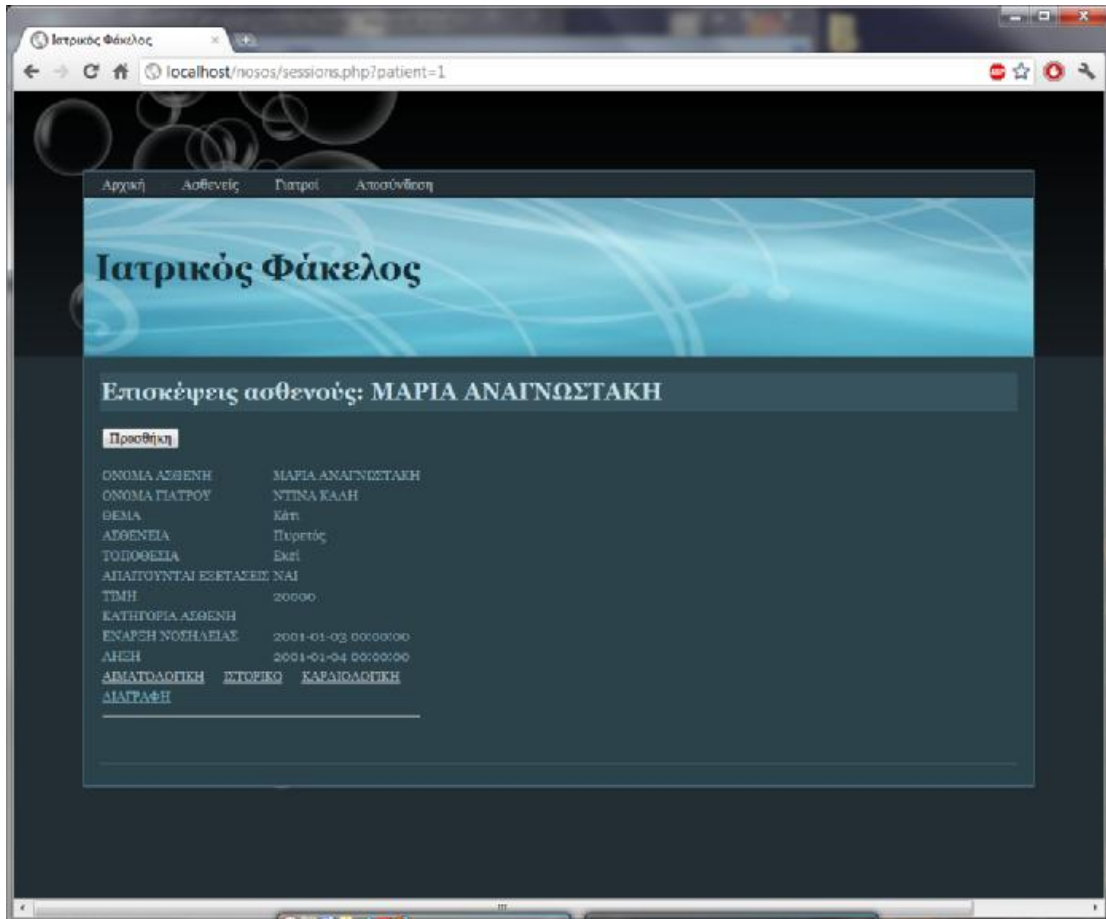 Ιατρικός Φάκελος
localhost/nosos/sessions.php?patient=1
Αρχική Ασθενείς Γιατροί Αποσύνδεση
Ιατρικός Φάκελος
Επισκέψεις ασθενούς: ΜΑΡΙΑ ΑΝΑΓΝΩΣΤΑΚΗ
Προσθήκη
ΟΝΟΜΑ ΑΣΘΕΝΗ ΜΑΡΙΑ ΑΝΑΓΝΩΣΤΑΚΗ
ΟΝΟΜΑ ΓΙΑΤΡΟΥ ΝΤΙΝΑ ΚΑΛΗ
ΘΕΜΑ Κάτι
ΑΣΘΕΝΕΙΑ Πυρετός
ΤΟΠΟΘΕΣΙΑ Εκεί
ΑΠΑΙΤΟΥΝΤΑΙ ΕΞΕΤΑΣΕΙΣ ΝΑΙ
ΤΙΜΗ 20000
ΚΑΤΗΓΟΡΙΑ ΑΣΘΕΝΗ
ΕΝΑΡΞΗ ΝΟΣΗΛΕΙΑΣ 2001-01-03 00:00:00
ΛΗΞΗ 2001-01-04 00:00:00
ΑΙΜΑΤΟΛΟΓΙΚΗ ΙΣΤΟΡΙΚΟ ΚΑΡΔΙΟΛΟΓΙΚΗ
ΔΙΑΓΡΑΦΗ